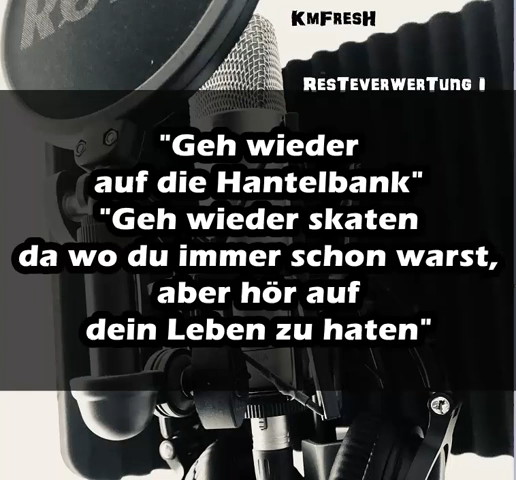 KMFRESH
RESTEVERWERTUNG I
"Geh wieder
auf die Hantelbank"
"Geh wieder skaten
da wo du immer schon warst,
aber hör auf
dein Leben zu haten"